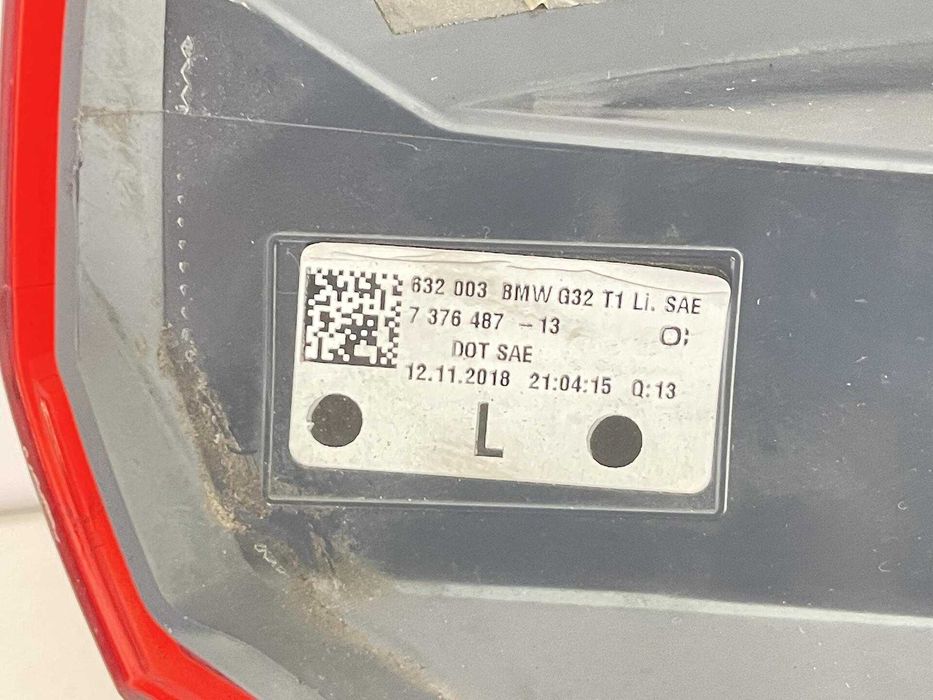 632 003 BMW G32 T1 Li. SAE
7 376 487 - 13 O;
DOT SAE
12.11.2018 21:04:15 Q:13
L